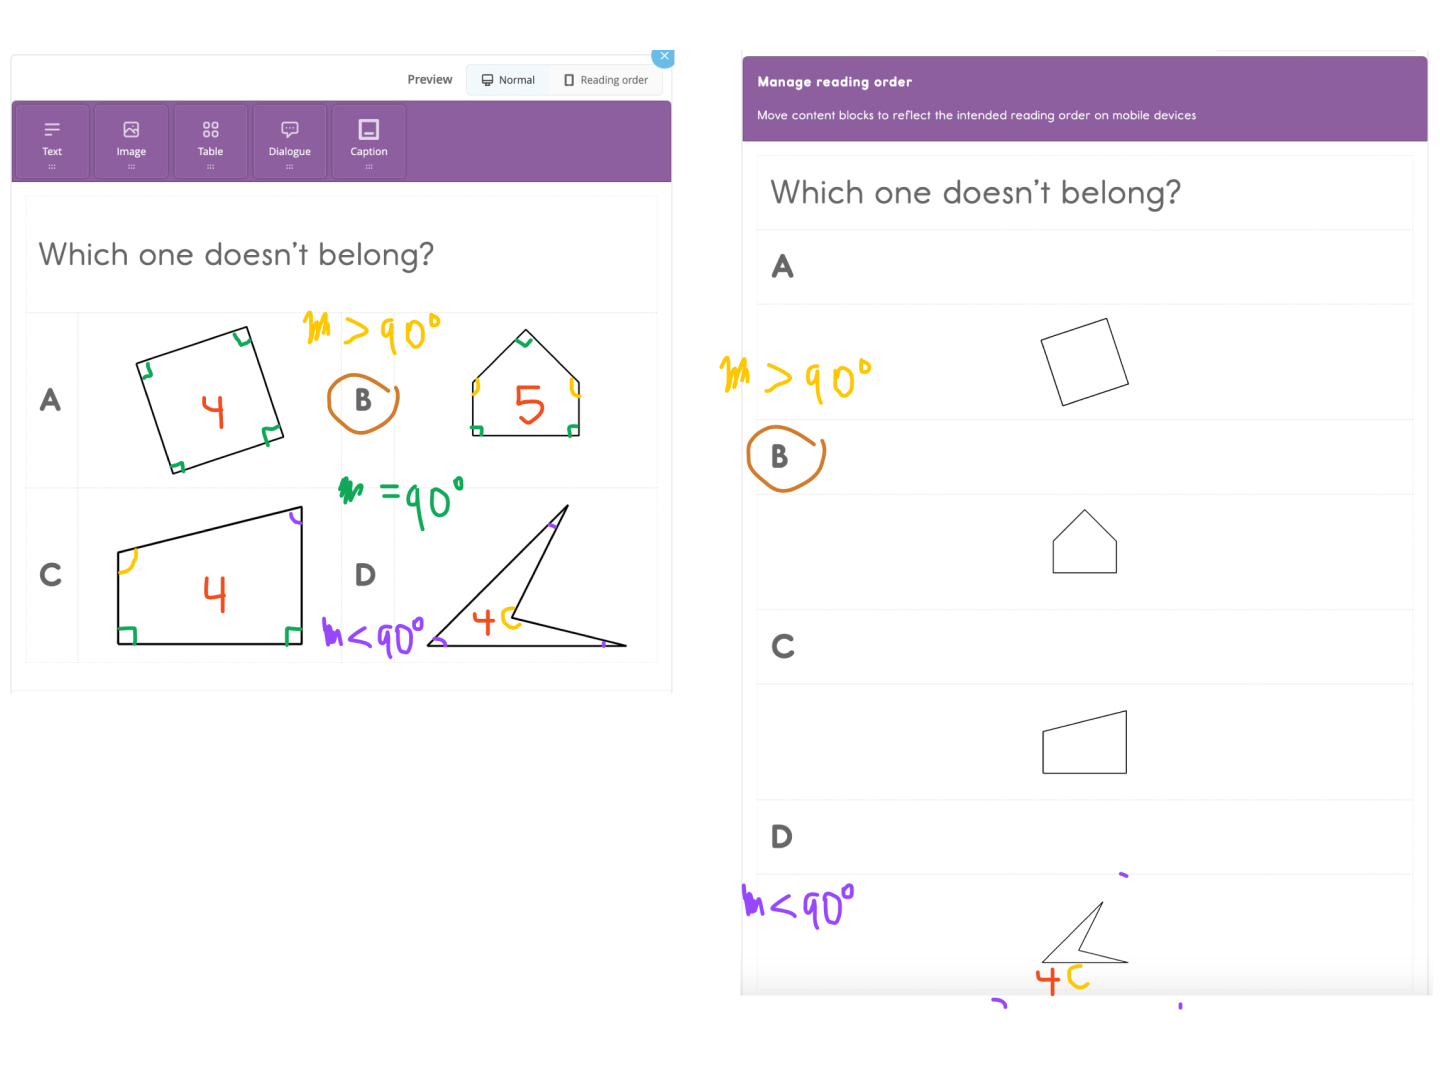 Preview Normal Reading order
Text Image Table Dialogue Caption
Which one doesn't belong?
m > 90°
A 4 B 5
m = 90°
C 4 D 4
m < 90°
Manage reading order
Move content blocks to reflect the intended reading order on mobile devices
Which one doesn't belong?
A
m > 90°
B
C
D
m < 90°
4